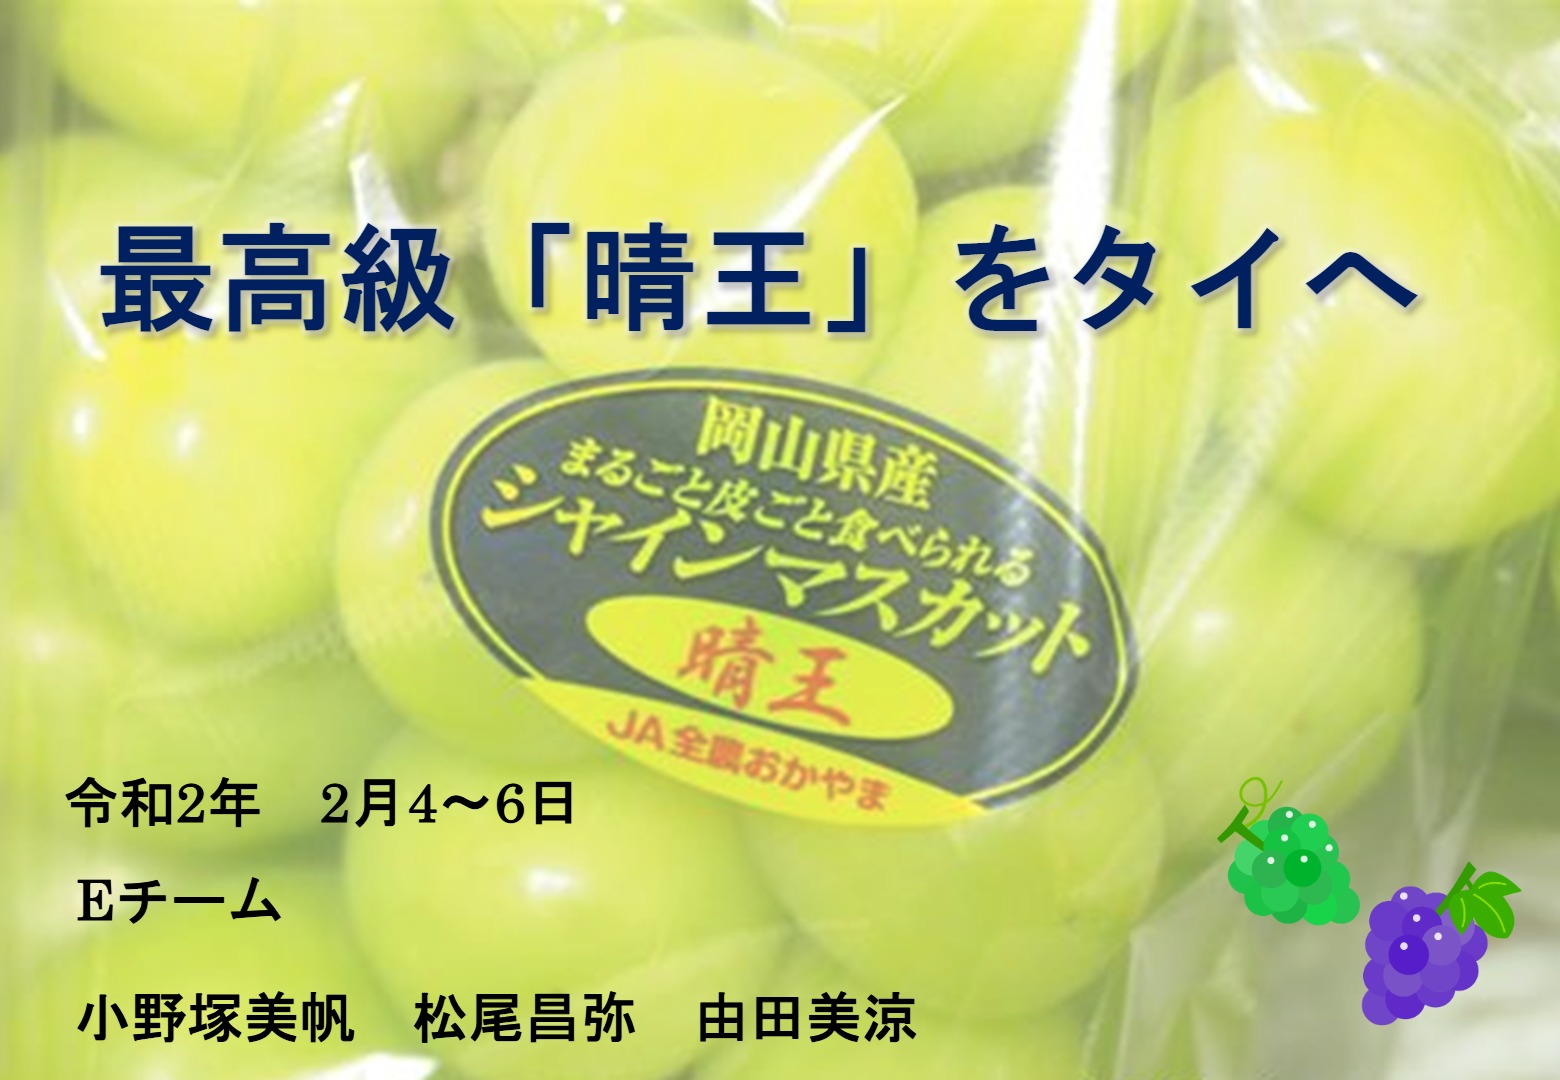 最高級「晴王」をタイへ
岡山県産
まるごと皮ごと食べられる
シャインマスカット
晴王
JA全農おかやま
令和2年　2月4～6日
Eチーム
小野塚美帆　松尾昌弥　由田美涼